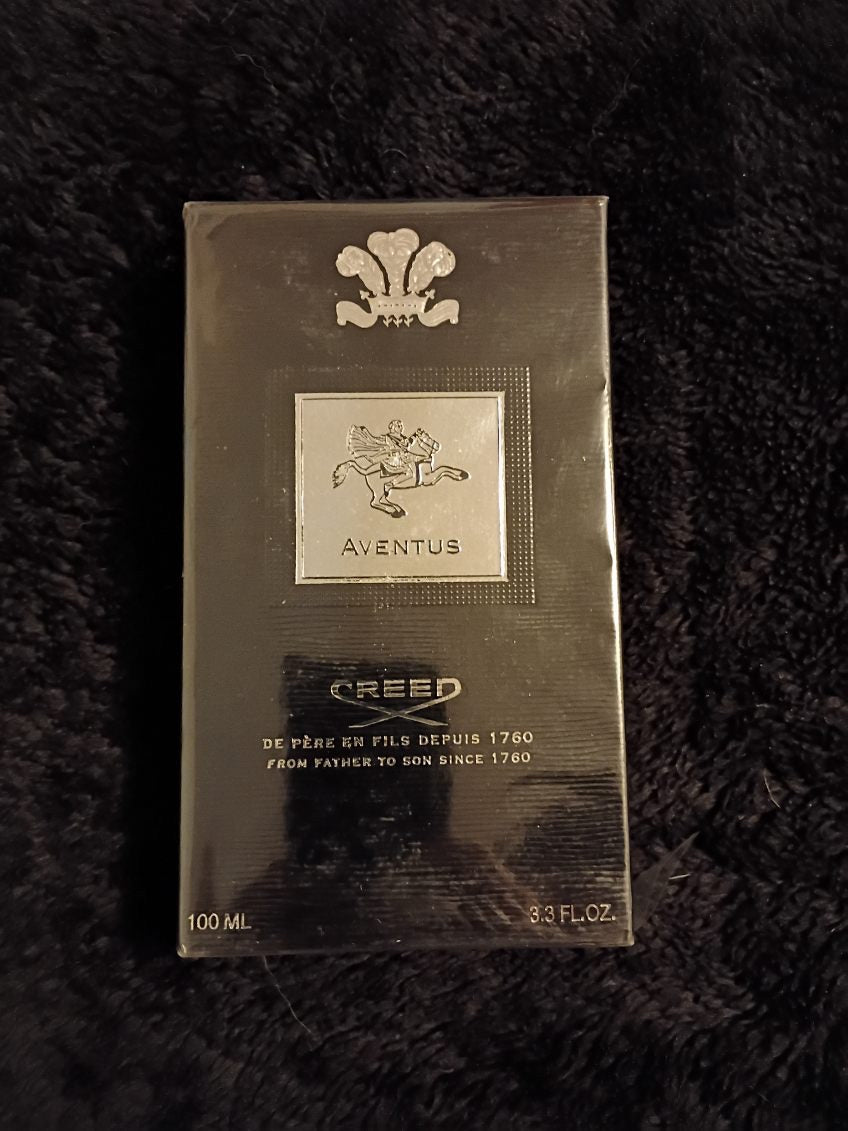 AVENTUS
CREED
DE PÈRE EN FILS DEPUIS 1760
FROM FATHER TO SON SINCE 1760
100 ML 3.3 FL.OZ.